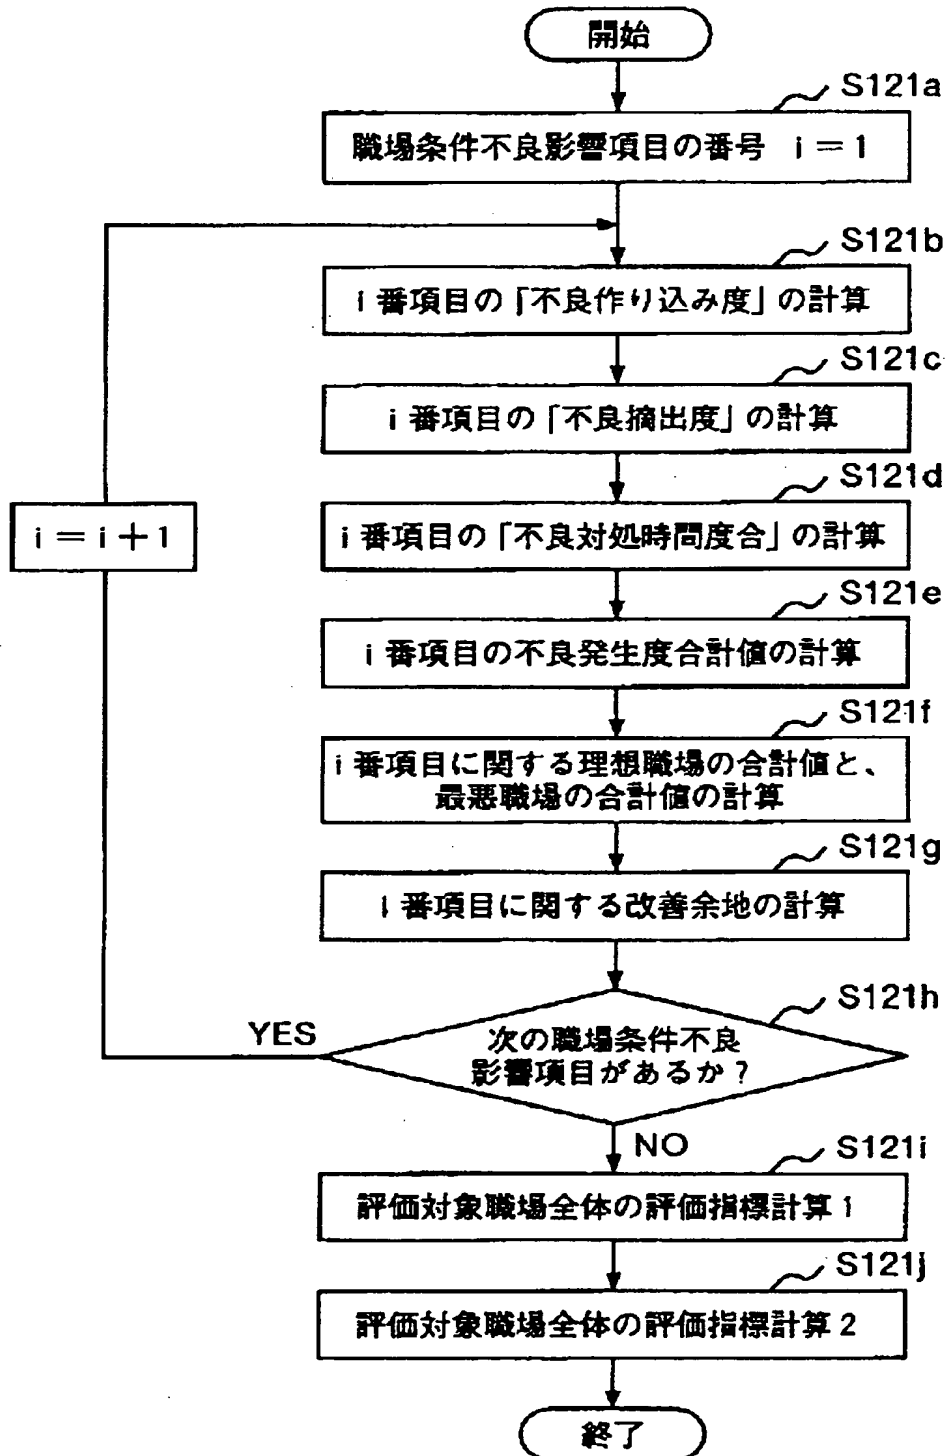 開始
S121a
職場条件不良影響項目の番号 i=1
S121b
i番項目の「不良作り込み度」の計算
S121c
i番項目の「不良摘出度」の計算
S121d
i=i+1
i番項目の「不良対処時間度合」の計算
S121e
i番項目の不良発生度合計値の計算
S121f
i番項目に関する理想職場の合計値と、
最悪職場の合計値の計算
S121g
i番項目に関する改善余地の計算
S121h
YES
次の職場条件不良
影響項目があるか?
NO
S121i
評価対象職場全体の評価指標計算1
S121j
評価対象職場全体の評価指標計算2
終了